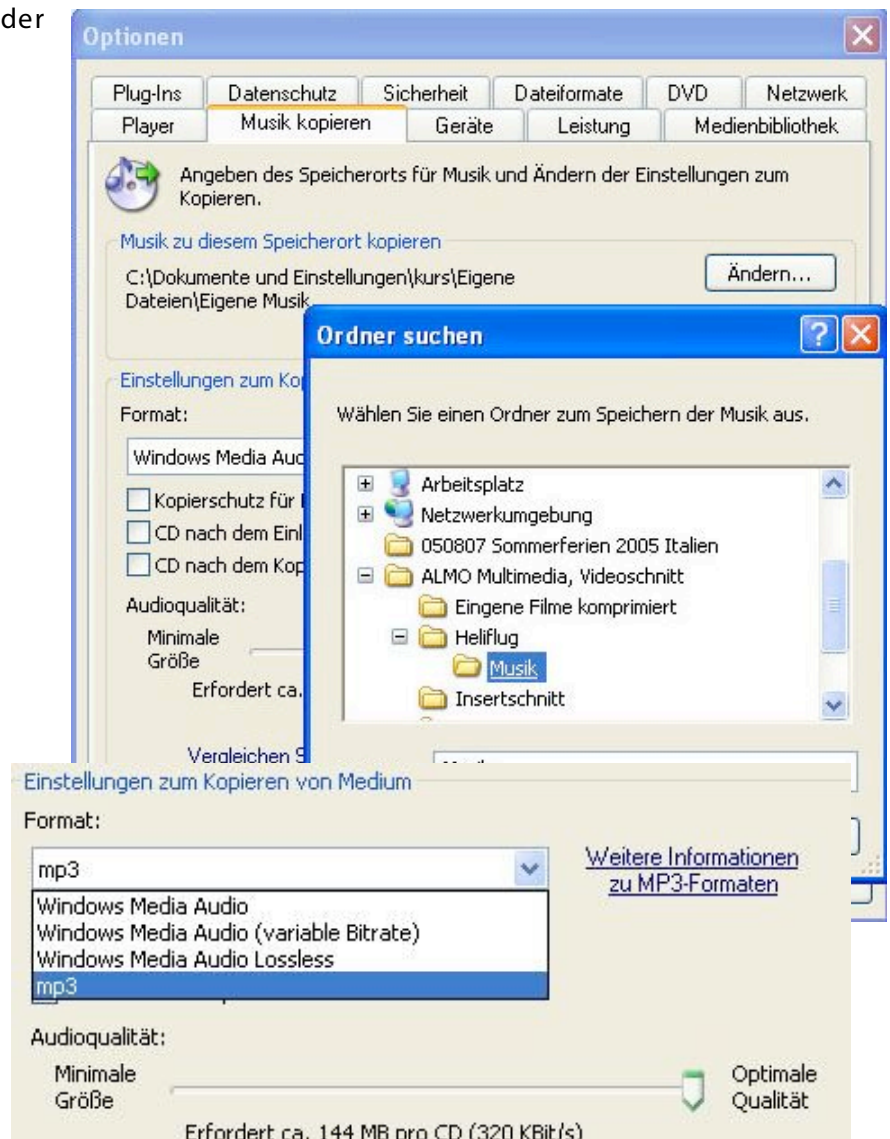 der
Optionen
Plug-Ins Datenschutz Sicherheit Dateiformate DVD Netzwerk
Player Musik kopieren Geräte Leistung Medienbibliothek
Angeben des Speicherorts für Musik und Ändern der Einstellungen zum
Kopieren.
Musik zu diesem Speicherort kopieren
C:\Dokumente und Einstellungen\kurs\Eigene
Dateien\Eigene Musik
Ändern...
Einstellungen zum Ko
Format:
Windows Media Aud
Kopierschutz für
CD nach dem Einl
CD nach dem Kop
Audioqualität:
Minimale
Größe
Erfordert ca.
Vergleichen S
Ordner suchen
Wählen Sie einen Ordner zum Speichern der Musik aus.
Arbeitsplatz
Netzwerkumgebung
050807 Sommerferien 2005 Italien
ALMO Multimedia, Videoschnitt
Eingene Filme komprimiert
Heliflug
Musik
Insertschnitt
Einstellungen zum Kopieren von Medium
Format:
mp3
Weitere Informationen
zu MP3-Formaten
Windows Media Audio
Windows Media Audio (variable Bitrate)
Windows Media Audio Lossless
mp3
Audioqualität:
Minimale
Größe
Optimale
Qualität
Erfordert ca. 144 MB pro CD (320 KBit/s)